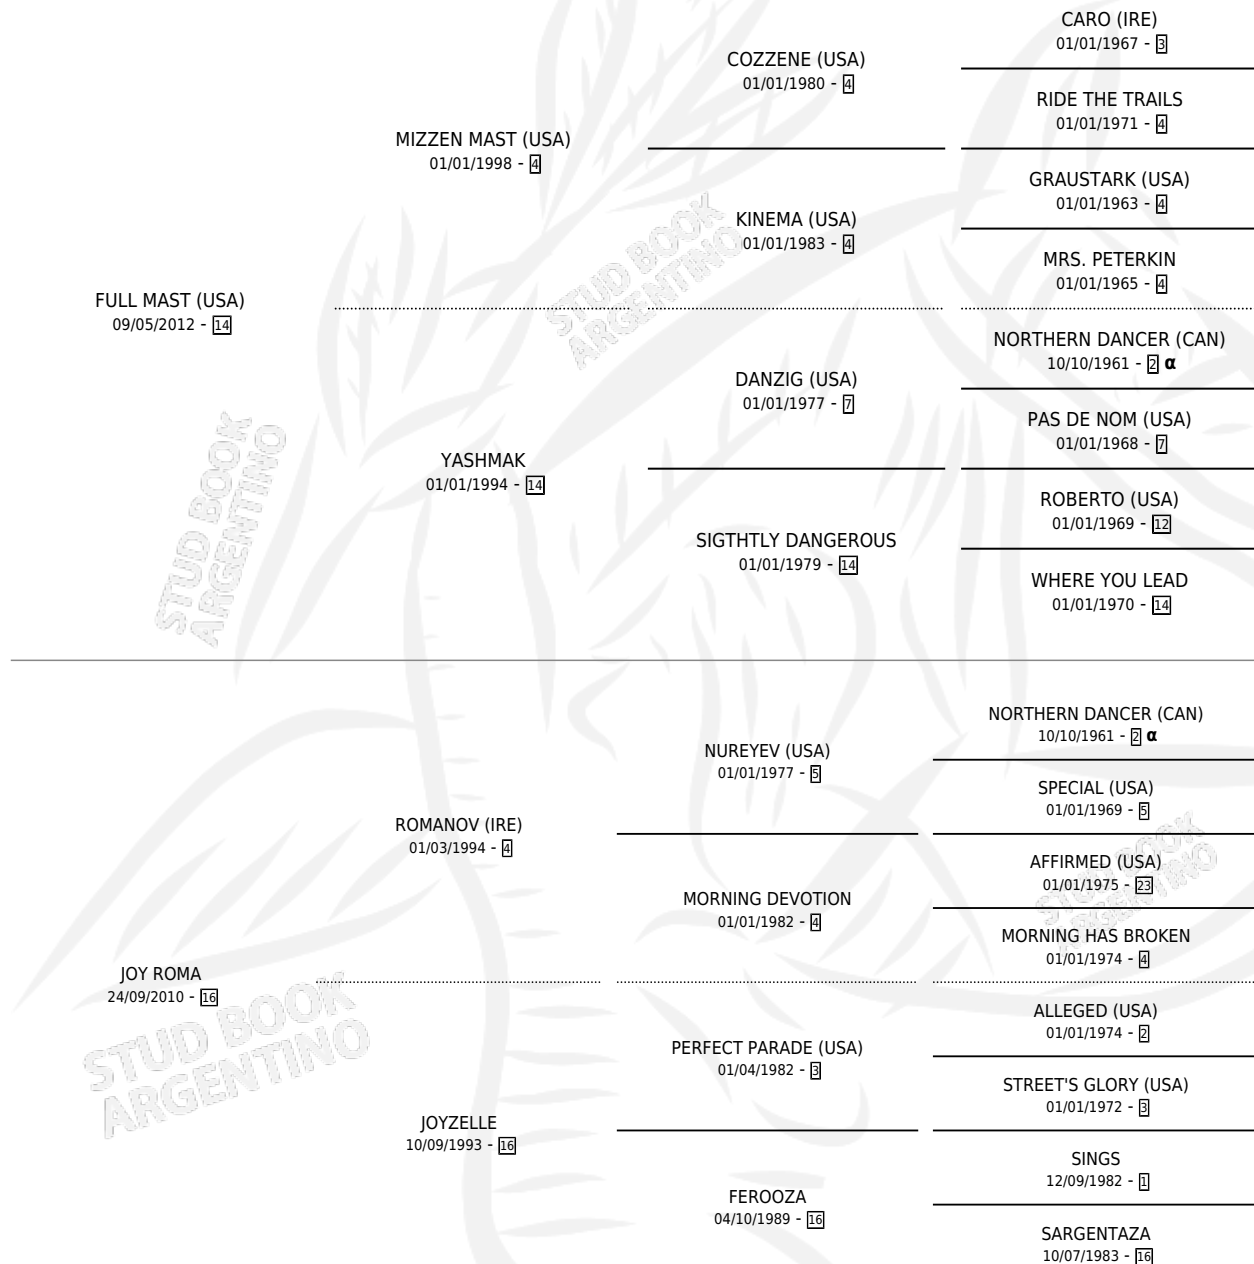 CARO (IRE)
01/01/1967 - 3
COZZENE (USA)
01/01/1980 - 4
RIDE THE TRAILS
01/01/1971 - 4
MIZZEN MAST (USA)
01/01/1998 - 4
GRAUSTARK (USA)
01/01/1963 - 4
KINEMA (USA)
01/01/1983 - 4
MRS. PETERKIN
01/01/1965 - 4
FULL MAST (USA)
09/05/2012 - 14
NORTHERN DANCER (CAN)
10/10/1961 - 2 α
DANZIG (USA)
01/01/1977 - 7
PAS DE NOM (USA)
01/01/1968 - 7
YASHMAK
01/01/1994 - 14
ROBERTO (USA)
01/01/1969 - 12
SIGTHTLY DANGEROUS
01/01/1979 - 14
WHERE YOU LEAD
01/01/1970 - 14
NORTHERN DANCER (CAN)
10/10/1961 - 2 α
NUREYEV (USA)
01/01/1977 - 5
SPECIAL (USA)
01/01/1969 - 5
ROMANOV (IRE)
01/03/1994 - 4
AFFIRMED (USA)
01/01/1975 - 23
MORNING DEVOTION
01/01/1982 - 4
MORNING HAS BROKEN
01/01/1974 - 4
JOY ROMA
24/09/2010 - 16
ALLEGED (USA)
01/01/1974 - 2
PERFECT PARADE (USA)
01/04/1982 - 3
STREET'S GLORY (USA)
01/01/1972 - 3
JOYZELLE
10/09/1993 - 16
SINGS
12/09/1982 - 1
FEROOZA
04/10/1989 - 16
SARGENTAZA
10/07/1983 - 16
STUD BOOK
ARGENTINO
STUD BOOK
ARGENTINO
STUD BOOK
ARGENTINO
STUD BOOK
ARGENTINO